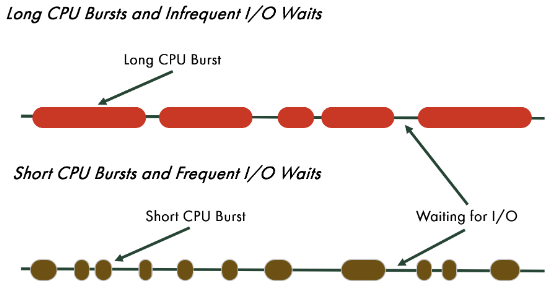 Long CPU Bursts and Infrequent I/O Waits
Long CPU Burst
Short CPU Bursts and Frequent I/O Waits
Short CPU Burst
Waiting for I/O